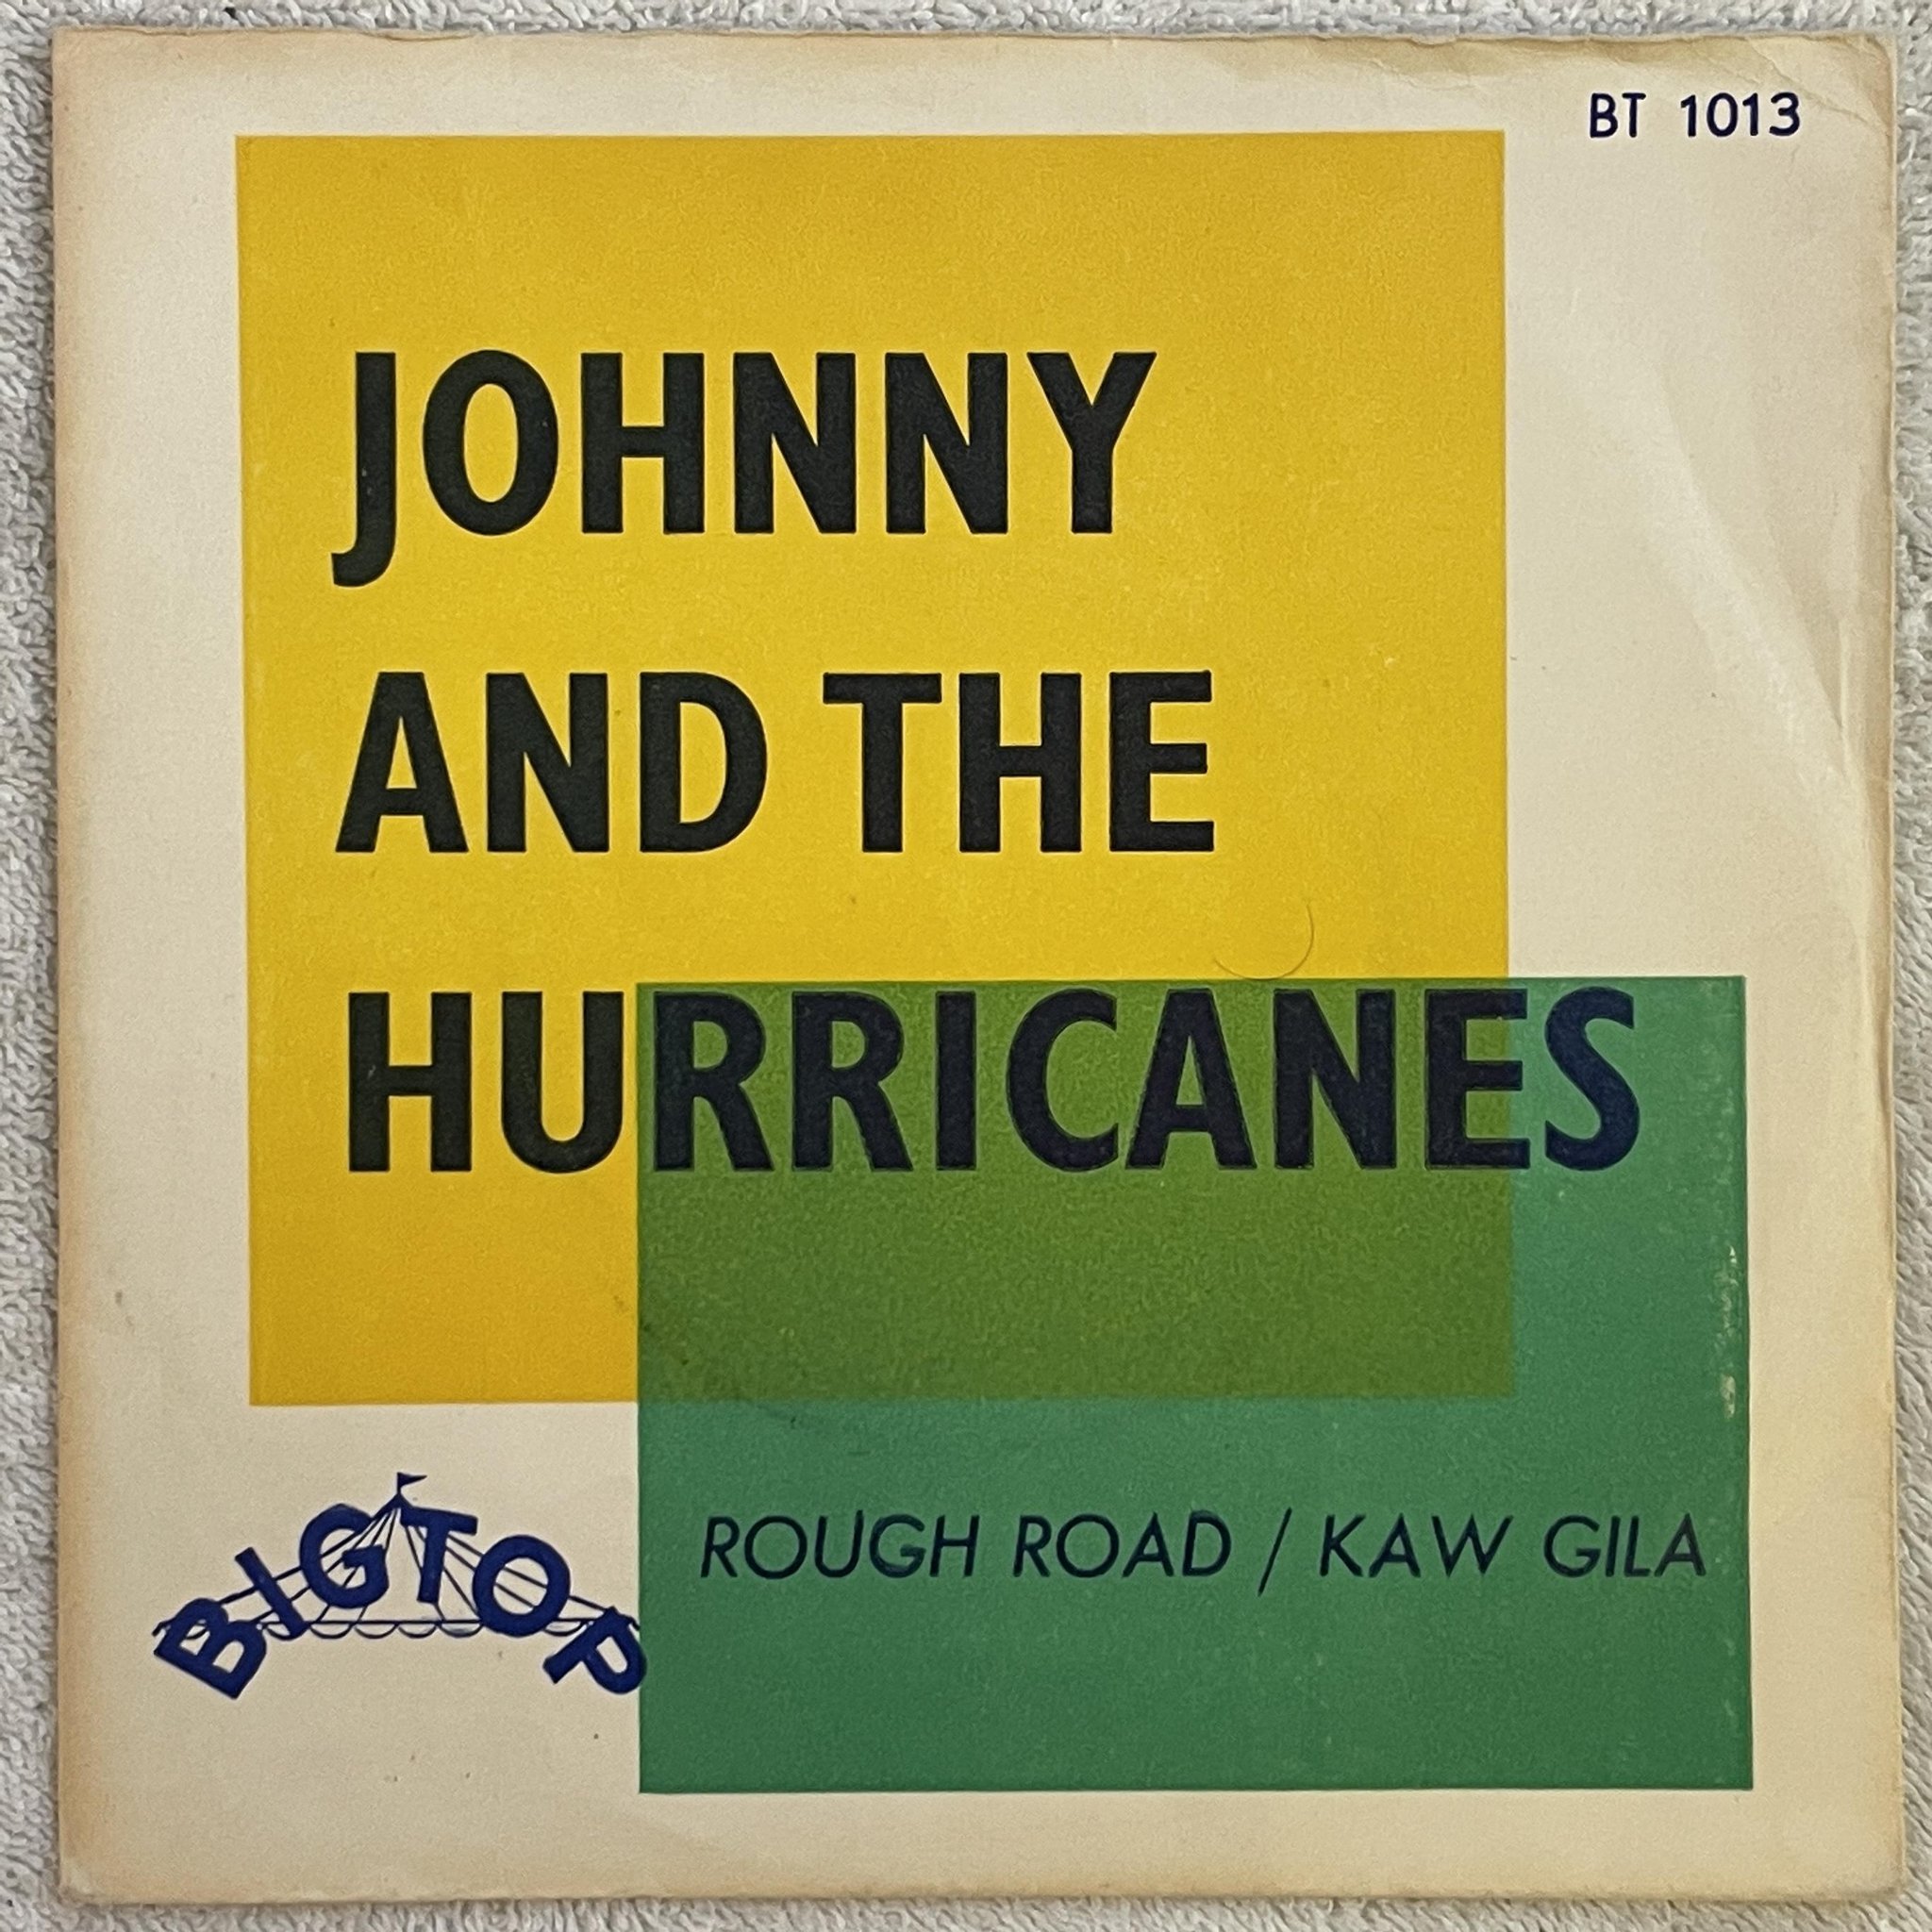 BT 1013
JOHNNY
AND THE
HURRICANES
BIGTOP
ROUGH ROAD / KAW GILA